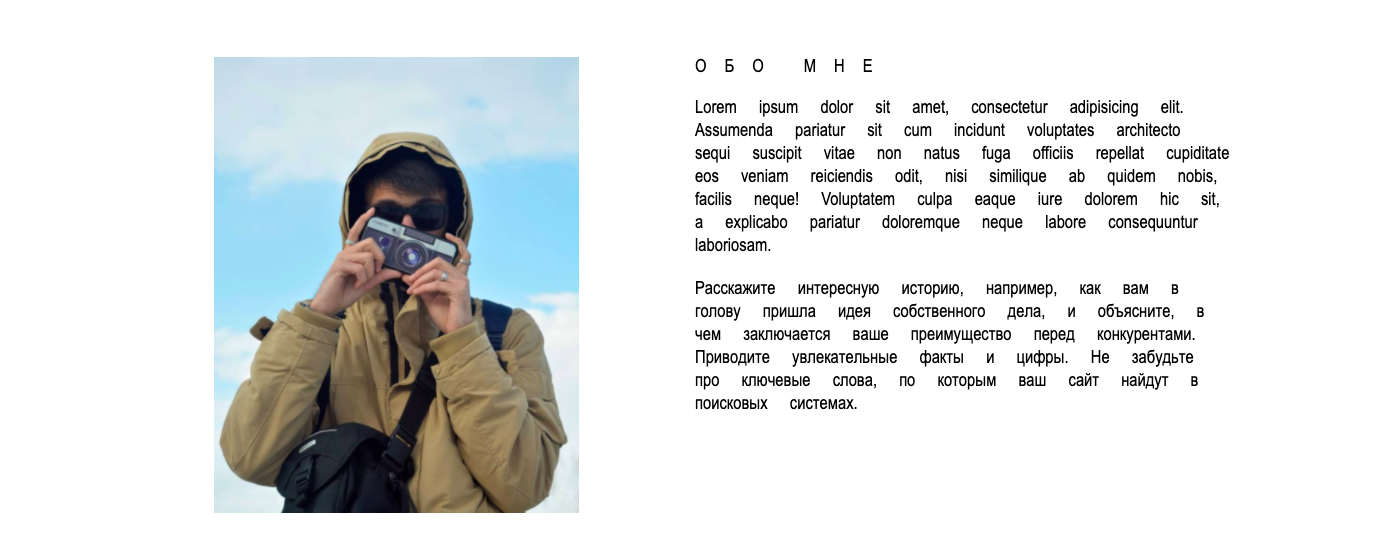 ОБО МНЕ
Lorem ipsum dolor sit amet, consectetur adipisicing elit.
Assumenda pariatur sit cum incidunt voluptates architecto
sequi suscipit vitae non natus fuga officiis repellat cupiditate
eos veniam reiciendis odit, nisi similique ab quidem nobis,
facilis neque! Voluptatem culpa eaque iure dolorem hic sit,
a explicabo pariatur doloremque neque labore consequuntur
laboriosam.
Расскажите интересную историю, например, как вам в
голову пришла идея собственного дела, и объясните, в
чем заключается ваше преимущество перед конкурентами.
Приводите увлекательные факты и цифры. Не забудьте
про ключевые слова, по которым ваш сайт найдут в
поисковых системах.